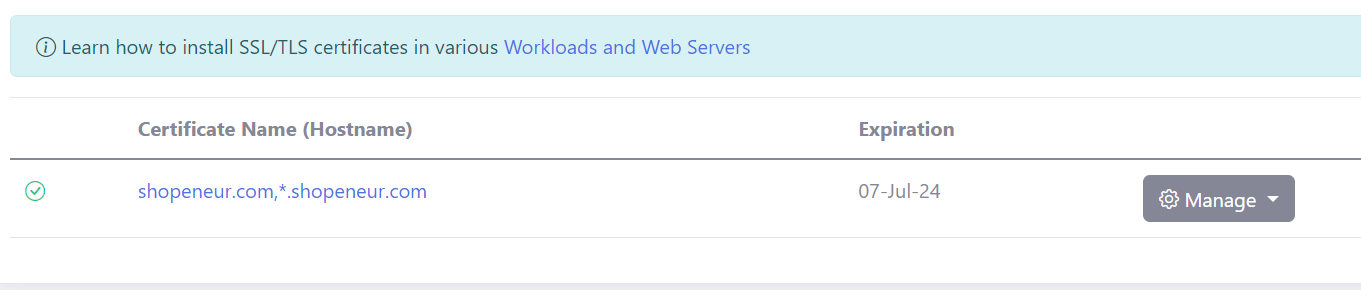 Learn how to install SSL/TLS certificates in various Workloads and Web Servers
Certificate Name (Hostname) Expiration
shopeneur.com,*.shopeneur.com 07-Jul-24 Manage